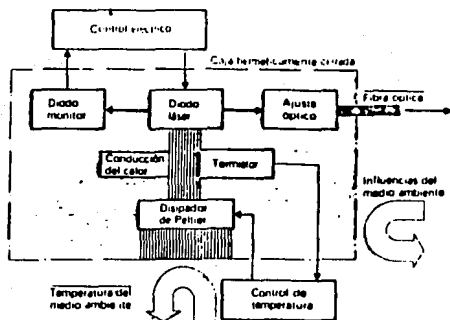 Control eléctrico
Caja herméticamente cerrada
Diodo
monitor
Diodo
láser
Ajuste
óptico
Fibra óptica
Conducción
del calor
Termistor
Influencias del
medio ambiente
Disipador
de Peltier
Temperatura del
medio ambiente
Control de
temperatura